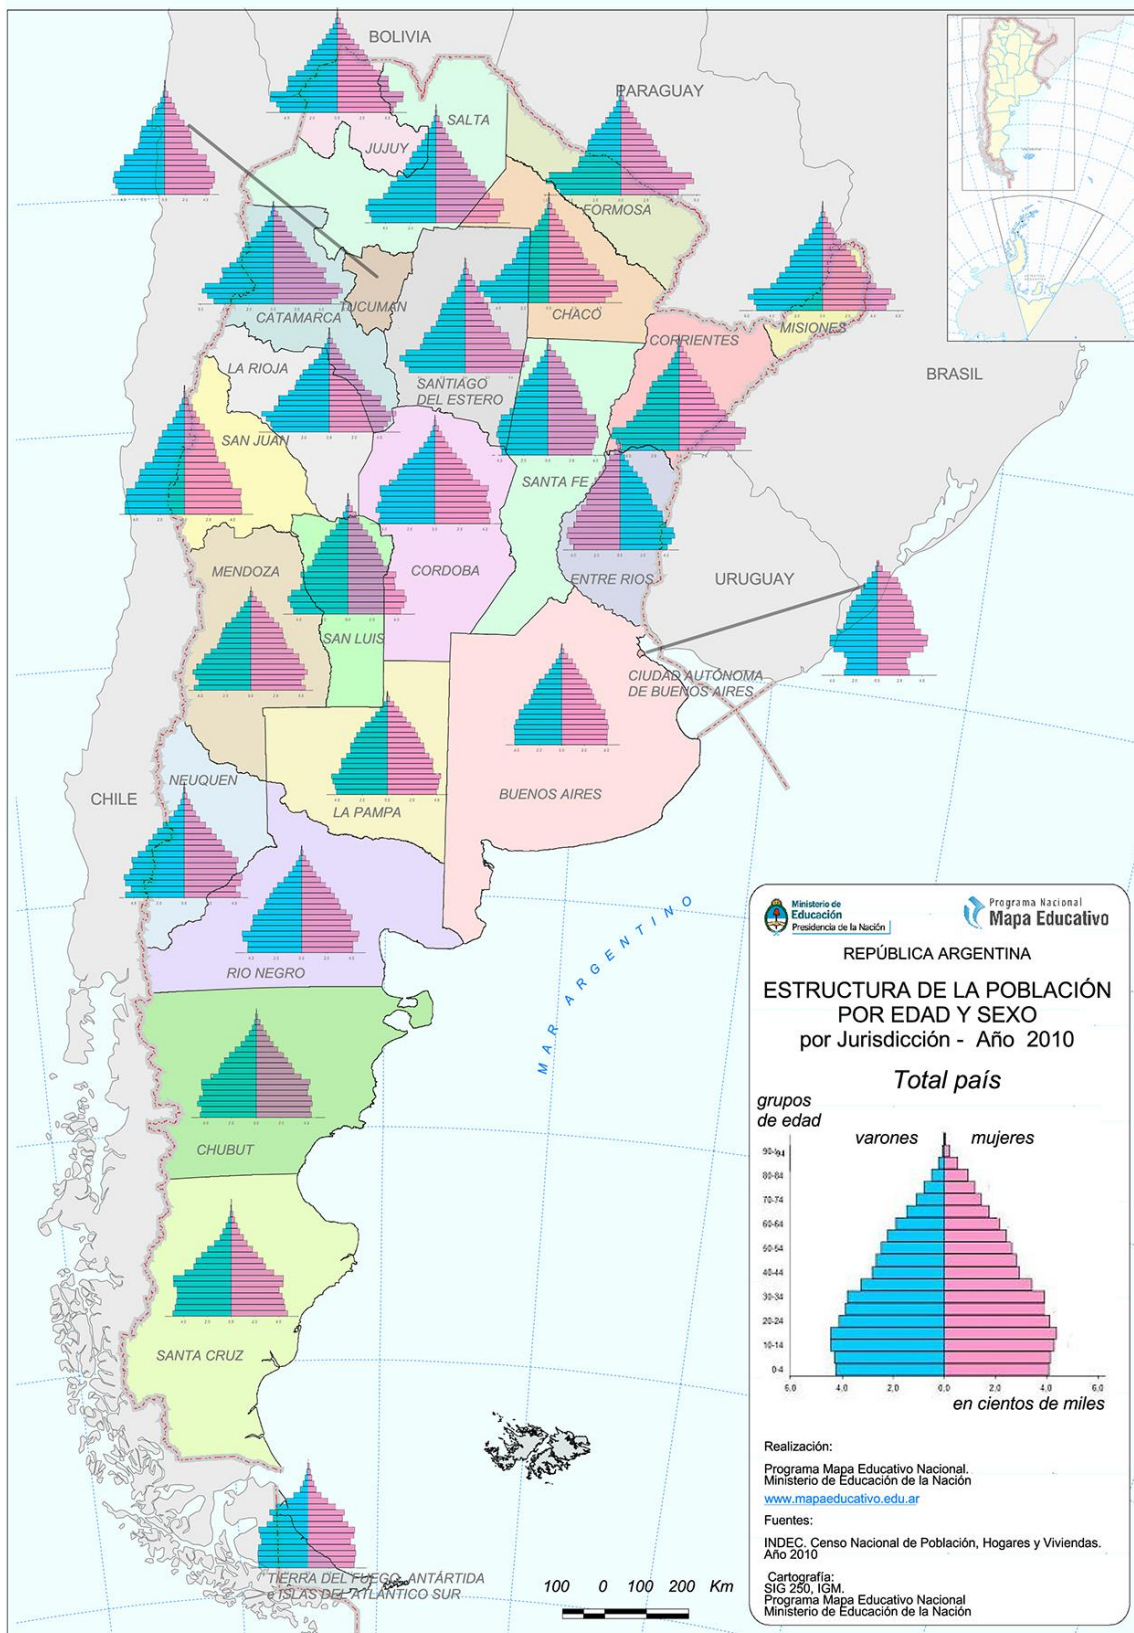 BOLIVIA
PARAGUAY
SALTA
JUJUY
FORMOSA
CATAMARCA
TUCUMAN
CHACO
MISIONES
CORRIENTES
BRASIL
LA RIOJA
SANTIAGO
DEL ESTERO
SAN JUAN
SANTA FE
MENDOZA
CORDOBA
ENTRE RIOS
URUGUAY
SAN LUIS
CIUDAD AUTÓNOMA
DE BUENOS AIRES
NEUQUEN
CHILE
LA PAMPA
BUENOS AIRES
RIO NEGRO
MAR ARGENTINO
CHUBUT
SANTA CRUZ
TIERRA DEL FUEGO, ANTÁRTIDA
e ISLAS DEL ATLÁNTICO SUR
100 0 100 200 Km
Ministerio de
Educación
Presidencia de la Nación
Programa Nacional
Mapa Educativo
REPÚBLICA ARGENTINA
ESTRUCTURA DE LA POBLACIÓN
POR EDAD Y SEXO
por Jurisdicción - Año 2010
Total país
grupos
de edad
varones mujeres
80-84
70-74
60-64
50-54
40-44
30-34
20-24
10-14
0-4
6,0 4,0 2,0 0,0 2,0 4,0 6,0
en cientos de miles
Realización:
Programa Mapa Educativo Nacional.
Ministerio de Educación de la Nación
www.mapaeducativo.edu.ar
Fuentes:
INDEC. Censo Nacional de Población, Hogares y Viviendas.
Año 2010
Cartografía:
SIG 250, IGM.
Programa Mapa Educativo Nacional
Ministerio de Educación de la Nación